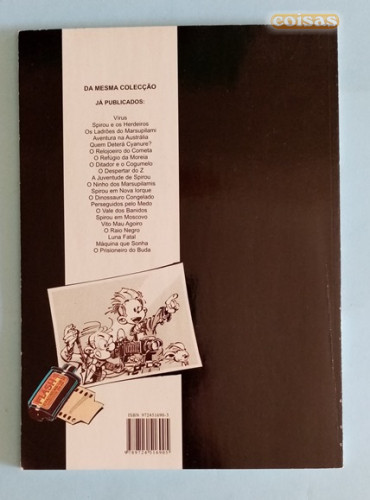 coisas
DA MESMA COLECÇÃO
JÁ PUBLICADOS:
Vírus
Spirou e os Herdeiros
Os Ladrões do Marsupilami
Aventura na Austrália
Quem Deterá Cyanure?
O Relojoeiro do Cometa
O Refúgio da Moreia
O Ditador e o Cogumelo
O Despertar do Z
A Juventude de Spirou
O Ninho dos Marsupilamis
Spirou em Nova Iorque
O Dinossauro Congelado
Perseguidos pelo Medo
O Vale dos Banidos
Spirou em Moscovo
Vito Mau Agoiro
O Raio Negro
Luna Fatal
Máquina que Sonha
O Prisioneiro do Buda
FLASH